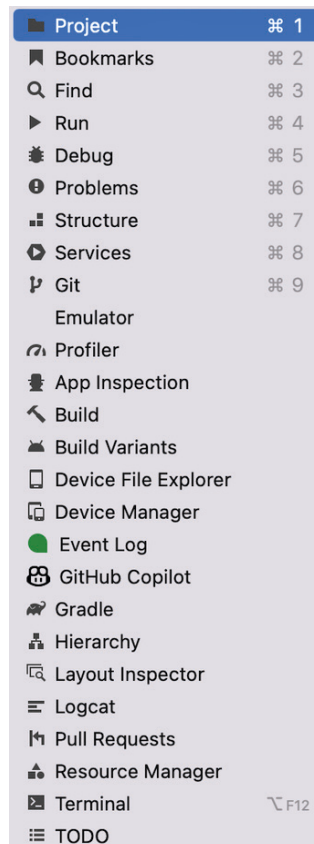 Project ⌘ 1
Bookmarks ⌘ 2
Find ⌘ 3
Run ⌘ 4
Debug ⌘ 5
Problems ⌘ 6
Structure ⌘ 7
Services ⌘ 8
Git ⌘ 9
Emulator
Profiler
App Inspection
Build
Build Variants
Device File Explorer
Device Manager
Event Log
GitHub Copilot
Gradle
Hierarchy
Layout Inspector
Logcat
Pull Requests
Resource Manager
Terminal ⌥ F12
TODO